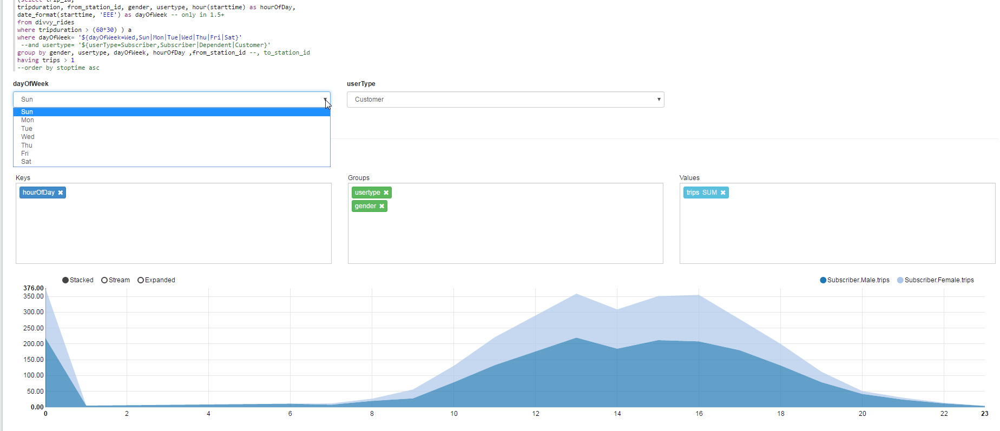 (select trip_id,
tripduration, from_station_id, gender, usertype, hour(starttime) as hourOfDay,
date_format(starttime, 'EEE') as dayOfWeek -- only in 1.5+
from divvy_rides
where tripduration > (60*30) ) a
where dayOfWeek= '${dayOfWeek=Wed,Sun|Mon|Tue|Wed|Thu|Fri|Sat}'
--and usertype= '${userType=Subscriber,Subscriber|Dependent|Customer}'
group by gender, usertype, dayOfWeek, hourOfDay ,from_station_id --, to_station_id
having trips > 1
--order by stoptime asc
dayOfWeek userType
Sun Customer
Sun
Mon
Tue
Wed
Thu
Fri
Sat
Keys Groups Values
hourOfDay ✖ usertype ✖ trips SUM ✖
gender ✖
Stacked Stream Expanded Subscriber.Male.trips Subscriber.Female.trips
376.00
350.00
300.00
250.00
200.00
150.00
100.00
50.00
0.00
0 2 4 6 8 10 12 14 16 18 20 22 23